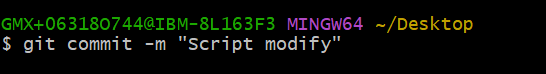 GMX+06318O744@IBM-8L163F3 MINGW64 ~/Desktop
$ git commit -m "Script modify"